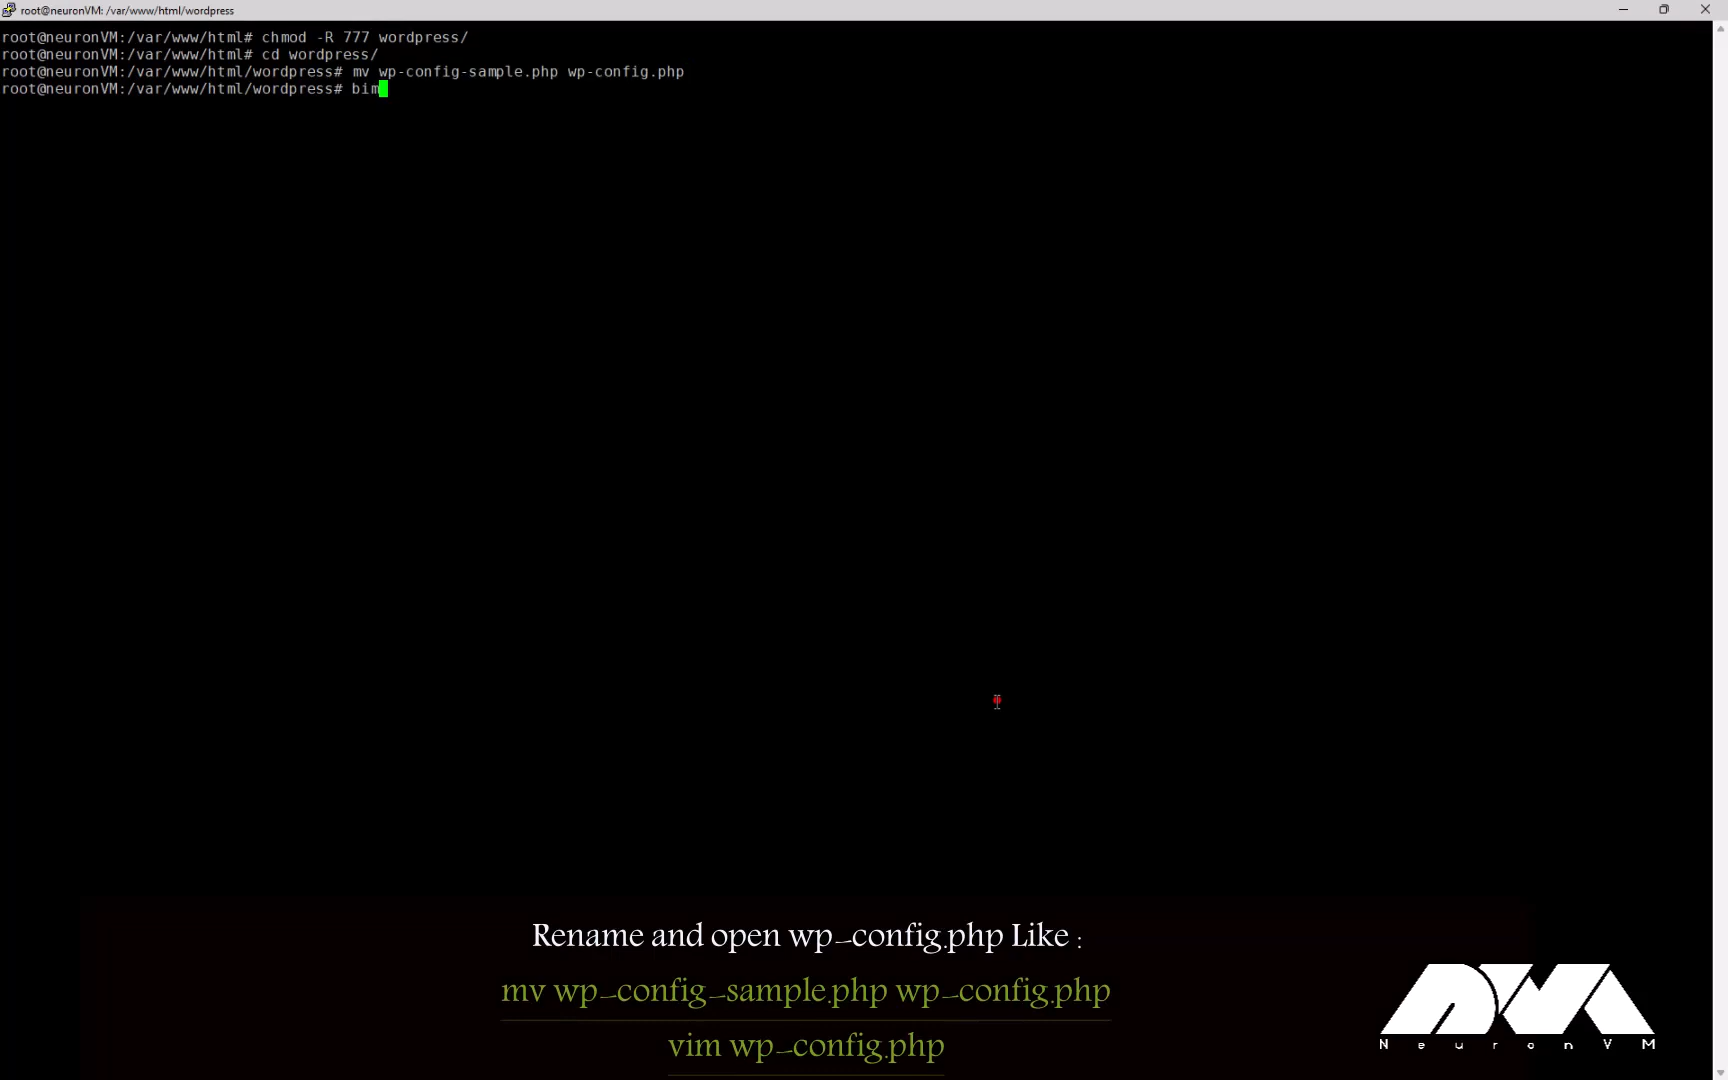 root@neuronVM: /var/www/html/wordpress
root@neuronVM:/var/www/html# chmod -R 777 wordpress/
root@neuronVM:/var/www/html# cd wordpress/
root@neuronVM:/var/www/html/wordpress# mv wp-config-sample.php wp-config.php
root@neuronVM:/var/www/html/wordpress# bim
Rename and open wp-config.php Like :
mv wp-config-sample.php wp-config.php
vim wp-config.php
NeuronVM